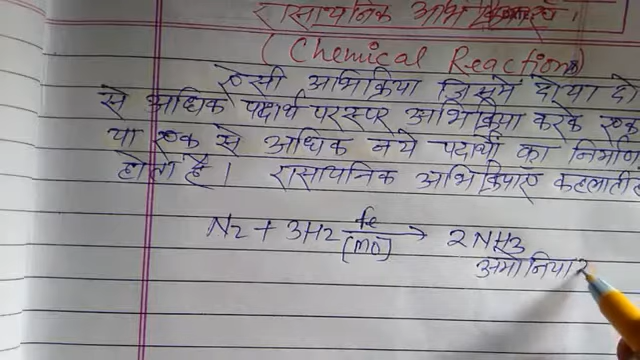 रासायनिक अभिक्रियाएं
(Chemical Reaction)
ऐसी अभिक्रिया जिसमें दो या दो
से अधिक पदार्थ परस्पर अभिक्रिया करके एक
या एक से अधिक नये पदार्थों का निर्माण
होता है। रासायनिक अभिक्रियाएं कहलाती
N2 + 3H2 fe (MO) → 2NH3
अमोनिया